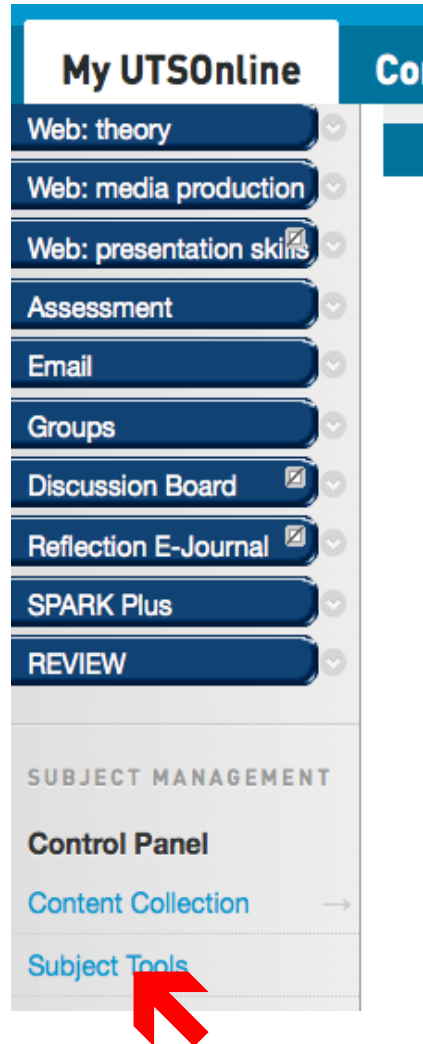 My UTSOnline
Co
Web: theory
Web: media production
Web: presentation skills
Assessment
Email
Groups
Discussion Board
Reflection E-Journal
SPARK Plus
REVIEW
SUBJECT MANAGEMENT
Control Panel
Content Collection →
Subject Tools